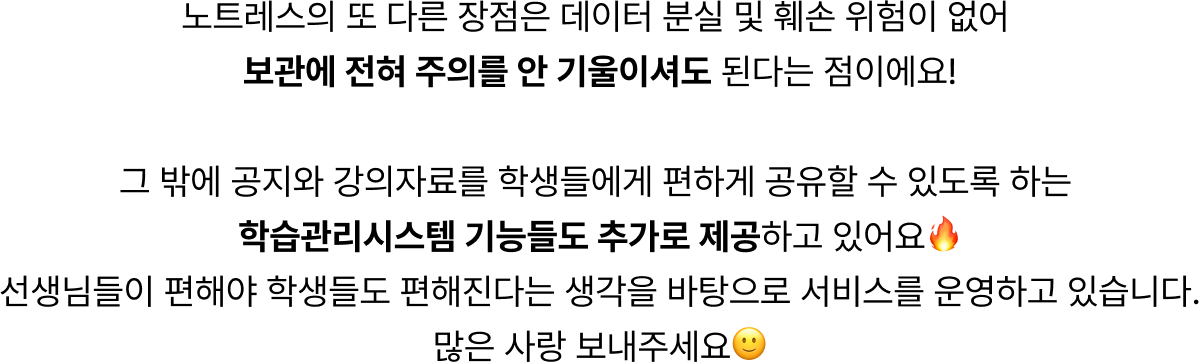 노트레스의 또 다른 장점은 데이터 분실 및 훼손 위험이 없어
보관에 전혀 주의를 안 기울이셔도 된다는 점이에요!
그 밖에 공지와 강의자료를 학생들에게 편하게 공유할 수 있도록 하는
학습관리시스템 기능들도 추가로 제공하고 있어요🔥
선생님들이 편해야 학생들도 편해진다는 생각을 바탕으로 서비스를 운영하고 있습니다.
많은 사랑 보내주세요🙂